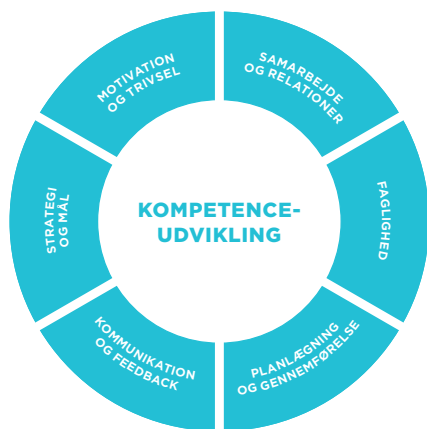 MOTIVATION
OG TRIVSEL
SAMARBEJDE
OG RELATIONER
STRATEGI
OG MÅL
KOMPETENCE-
UDVIKLING
FAGLIGHED
KOMMUNIKATION
OG FEEDBACK
PLANLÆGNING
OG GENNEMFØRELSE